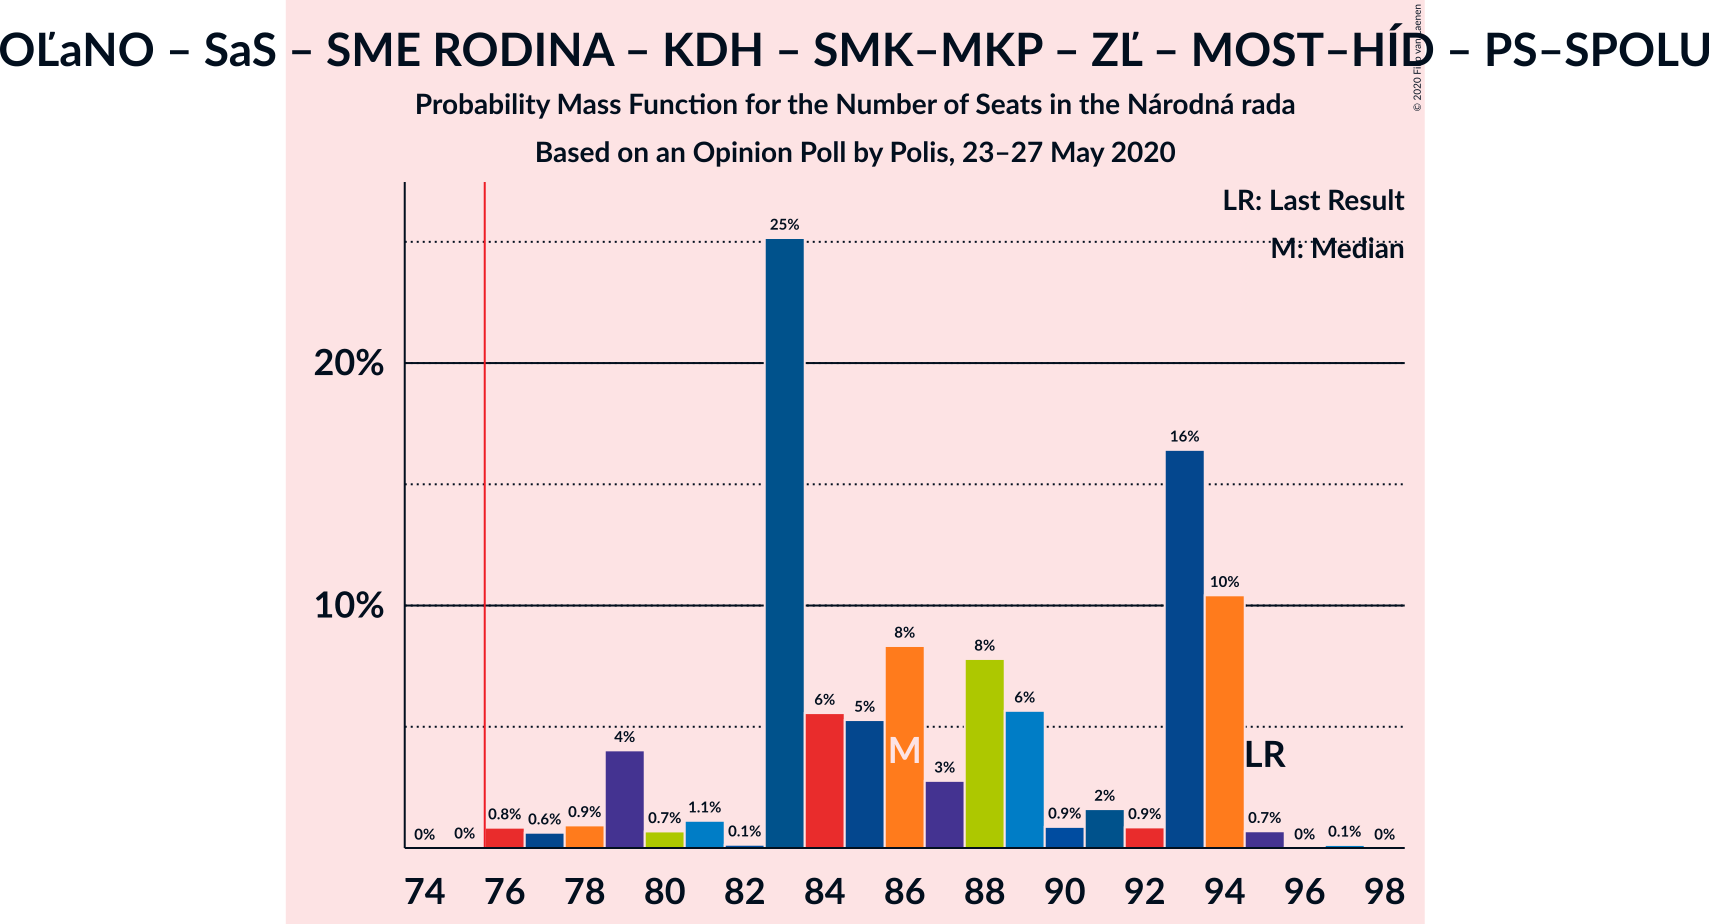 OĽaNO – SaS – SME RODINA – KDH – SMK–MKP – ZĽ – MOST–HÍD – PS–SPOLU
Probability Mass Function for the Number of Seats in the Národná rada
Based on an Opinion Poll by Polis, 23–27 May 2020
© 2020 Filip van Laenen
LR: Last Result
M: Median
25%
20%
16%
10%
10%
8%
8%
6%
6%
5%
4%
M
LR
3%
2%
0% 0% 0.8% 0.6% 0.9% 0.7% 1.1% 0.1% 0.9% 0.9% 0.7% 0% 0.1% 0%
74 76 78 80 82 84 86 88 90 92 94 96 98